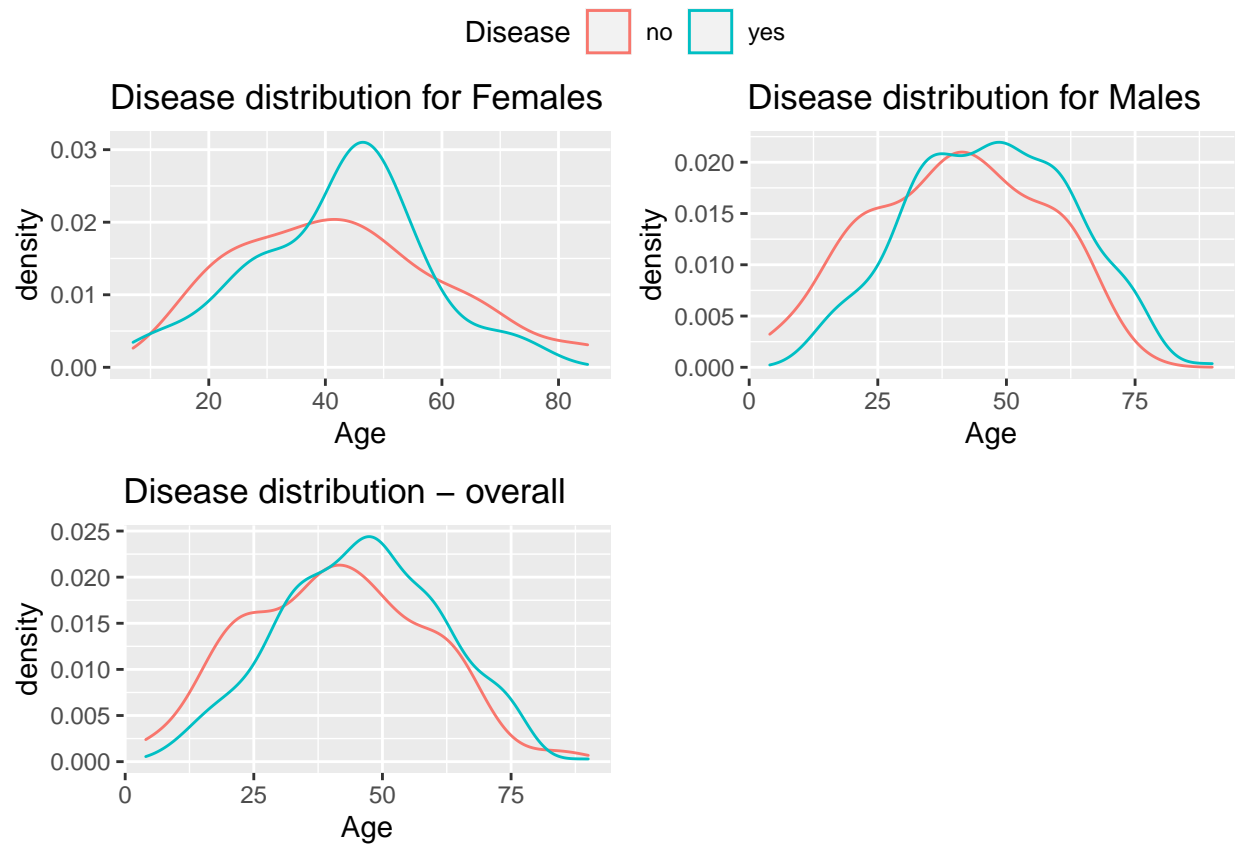 Disease no yes
Disease distribution for Females
0.03
0.02
0.01
0.00
density
20 40 60 80
Age
Disease distribution for Males
0.020
0.015
0.010
0.005
0.000
density
0 25 50 75
Age
Disease distribution – overall
0.025
0.020
0.015
0.010
0.005
0.000
density
0 25 50 75
Age